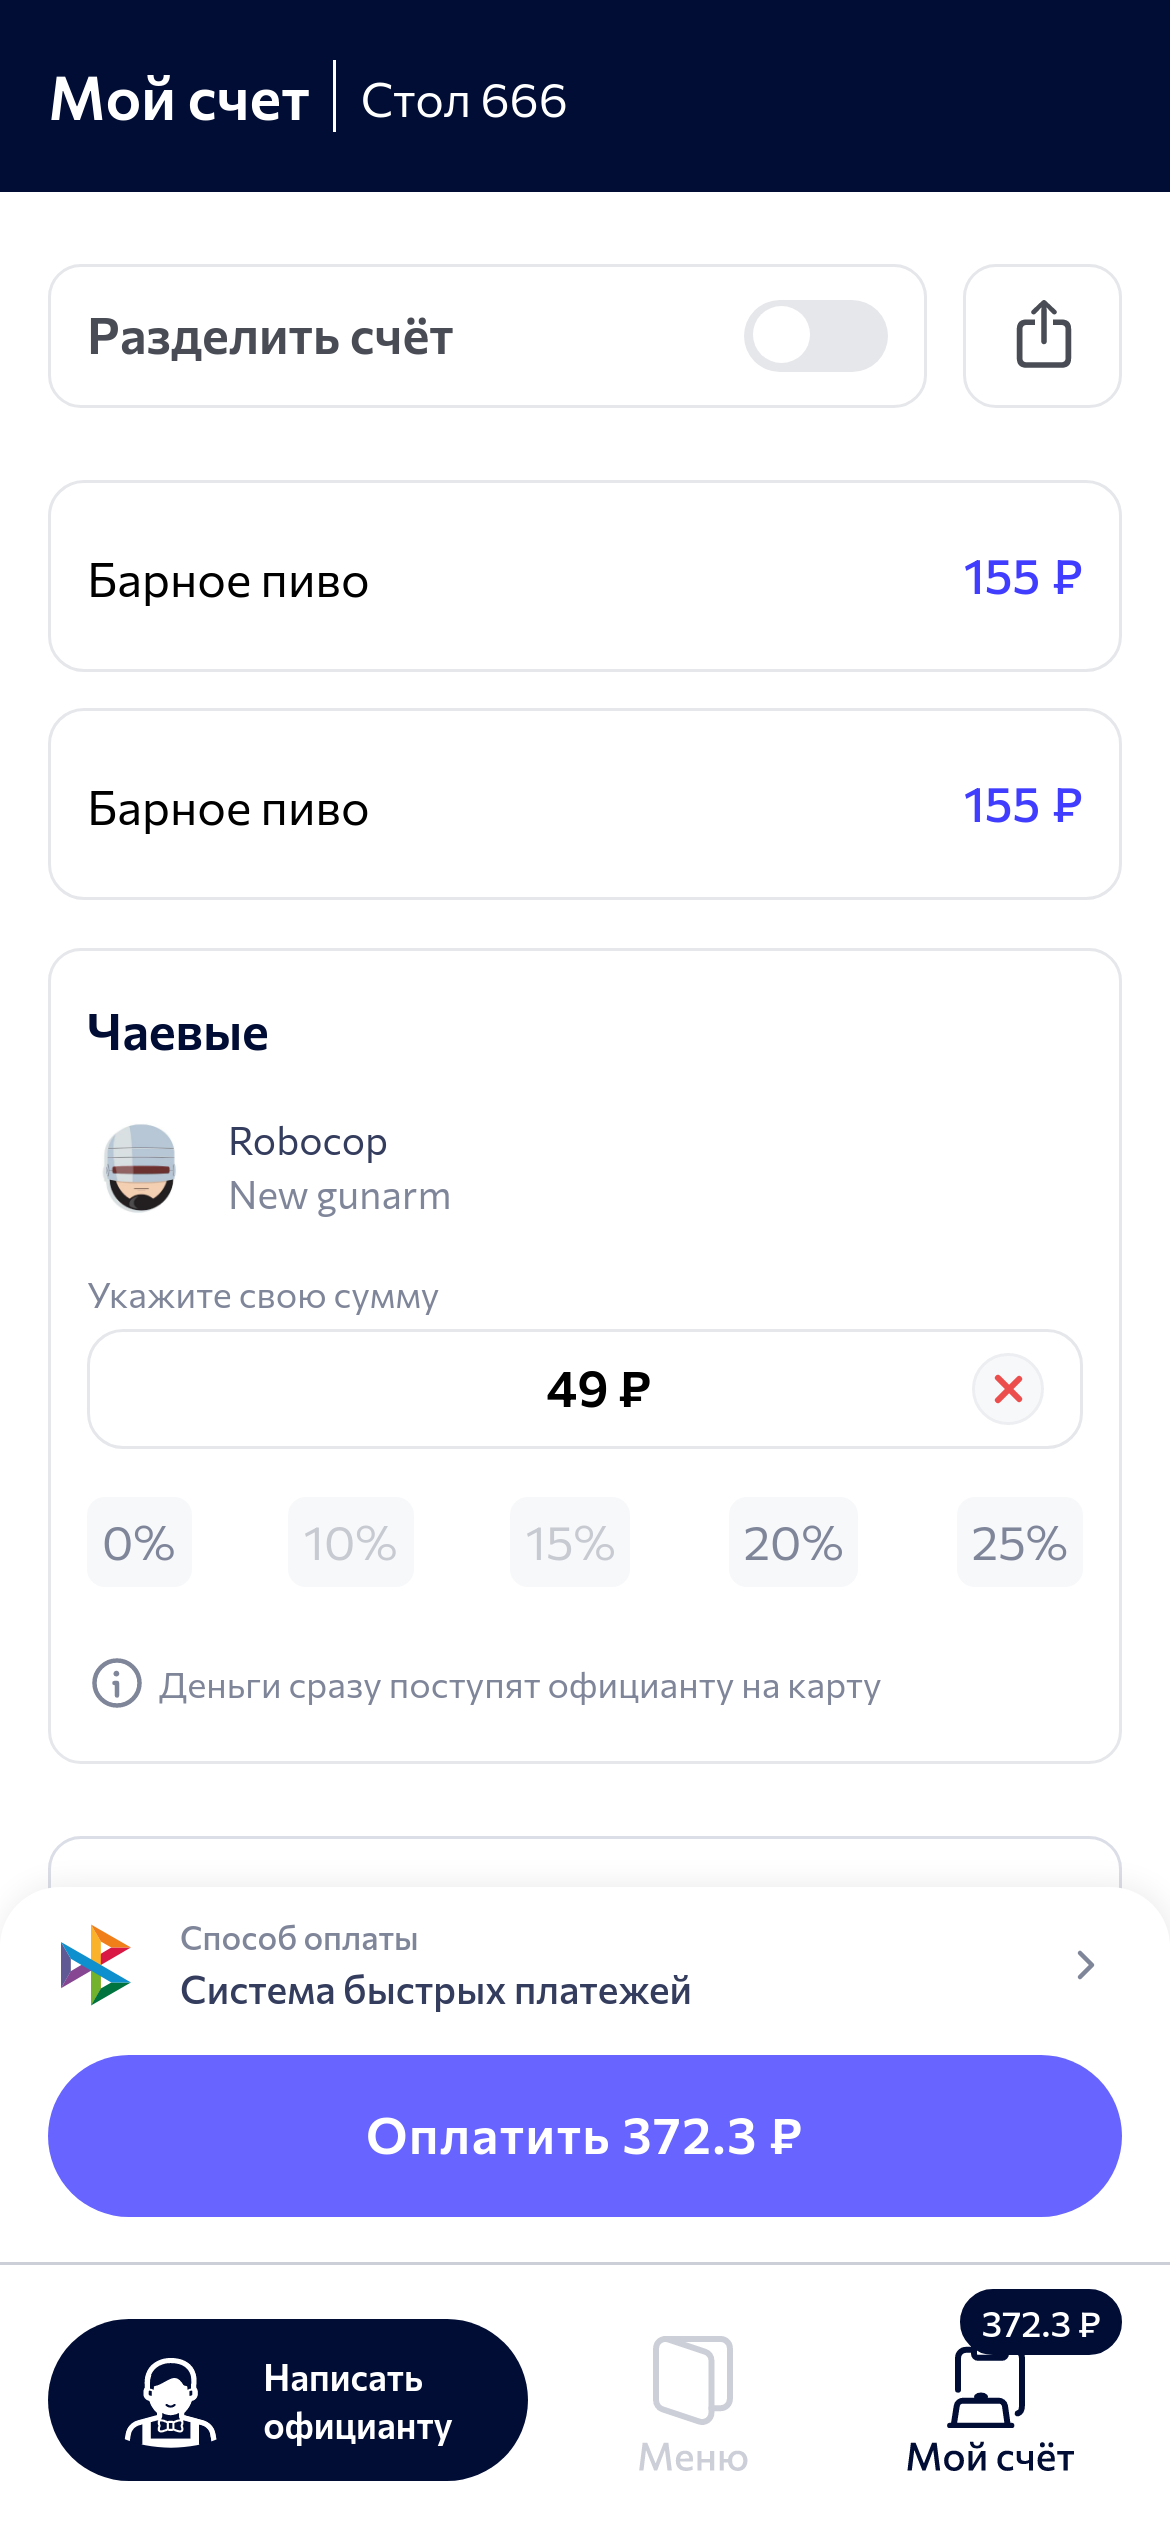 Мой счет
Стол 666
Разделить счёт
Барное пиво
155 ₽
Барное пиво
155 ₽
Чаевые
Robocop
New gunarm
Укажите свою сумму
49 ₽
0%
10%
15%
20%
25%
Деньги сразу поступят официанту на карту
Способ оплаты
Система быстрых платежей
Оплатить 372.3 ₽
Написать
официанту
Меню
372.3 ₽
Мой счёт